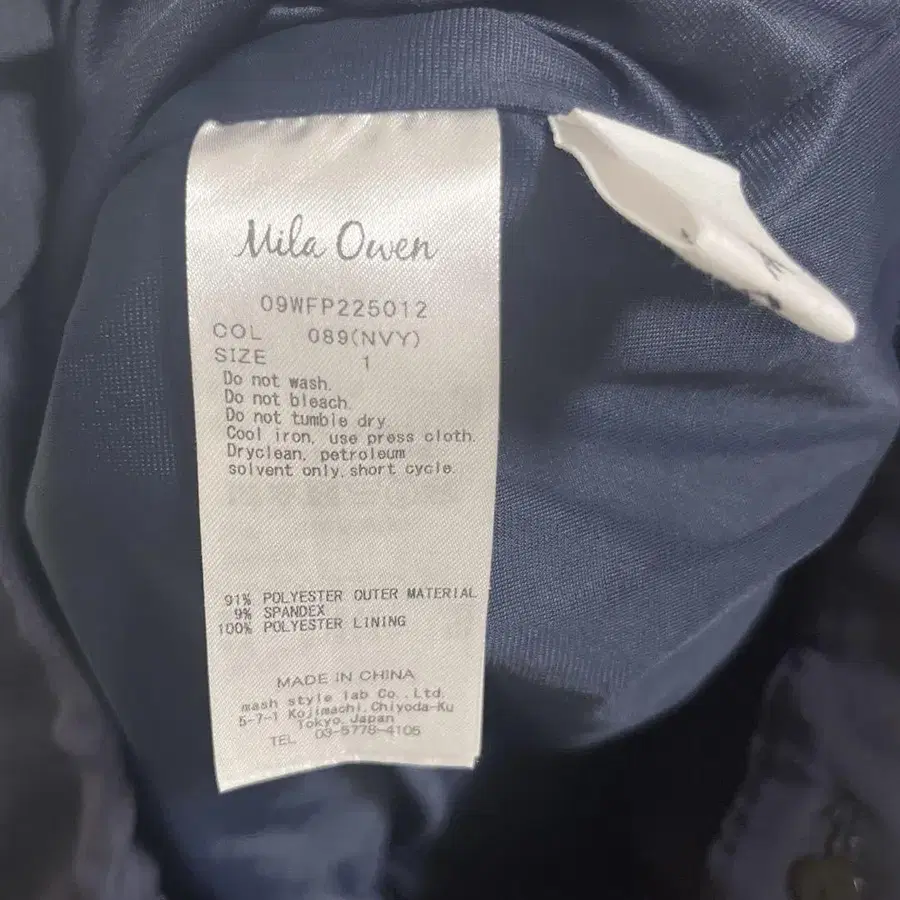 Mila Owen
09WFP225012
COL 089(NVY)
SIZE 1
Do not wash.
Do not bleach.
Do not tumble dry.
Cool iron, use press cloth.
Dryclean, petroleum
solvent only, short cycle.
91% POLYESTER OUTER MATERIAL
9% SPANDEX
100% POLYESTER LINING
MADE IN CHINA
mash style lab Co., Ltd.
5-7-1 Kojimachi, Chiyoda-Ku
Tokyo, Japan
TEL 03-5778-4105